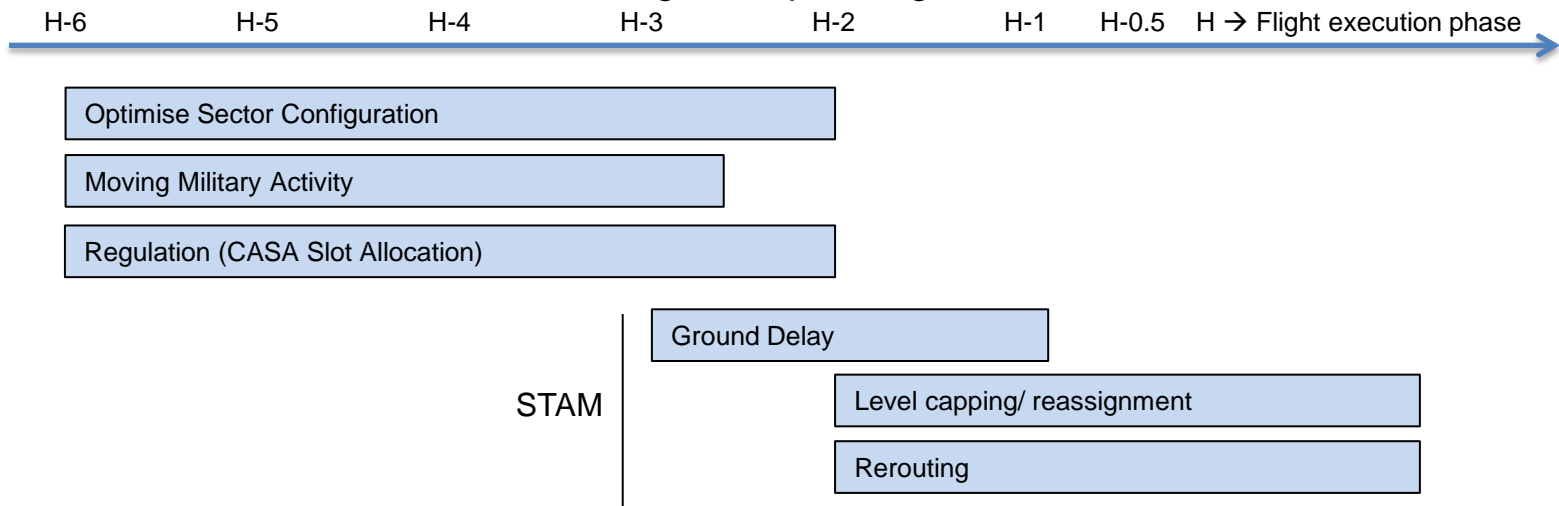 H-6 H-5 H-4 H-3 H-2 H-1 H-0.5 H → Flight execution phase
Optimise Sector Configuration
Moving Military Activity
Regulation (CASA Slot Allocation)
Ground Delay
STAM
Level capping/ reassignment
Rerouting